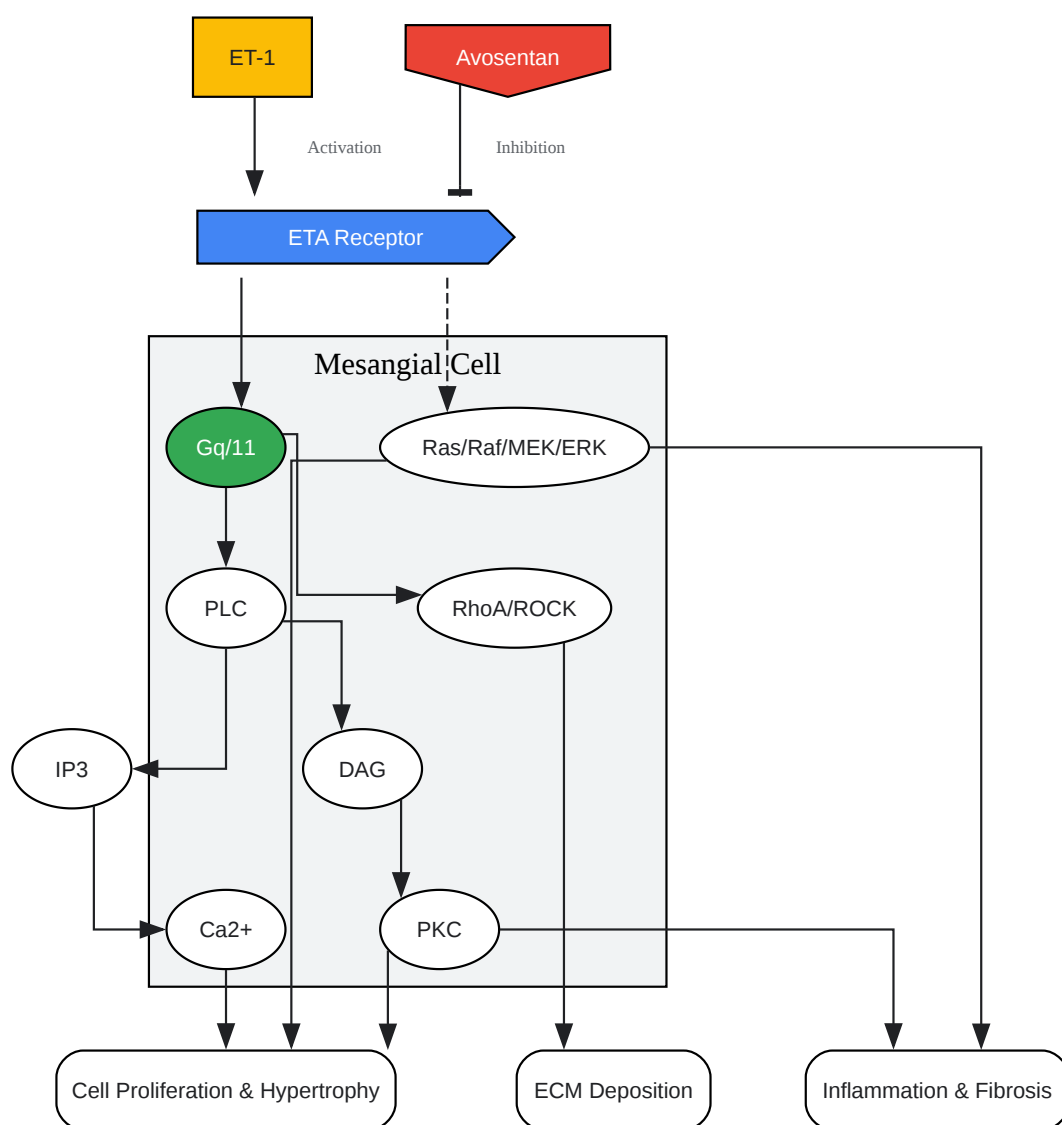 ET-1
Avosentan
Activation
Inhibition
ETA Receptor
Mesangial Cell
Gq/11
Ras/Raf/MEK/ERK
PLC
RhoA/ROCK
IP3
DAG
Ca2+
PKC
Cell Proliferation & Hypertrophy
ECM Deposition
Inflammation & Fibrosis